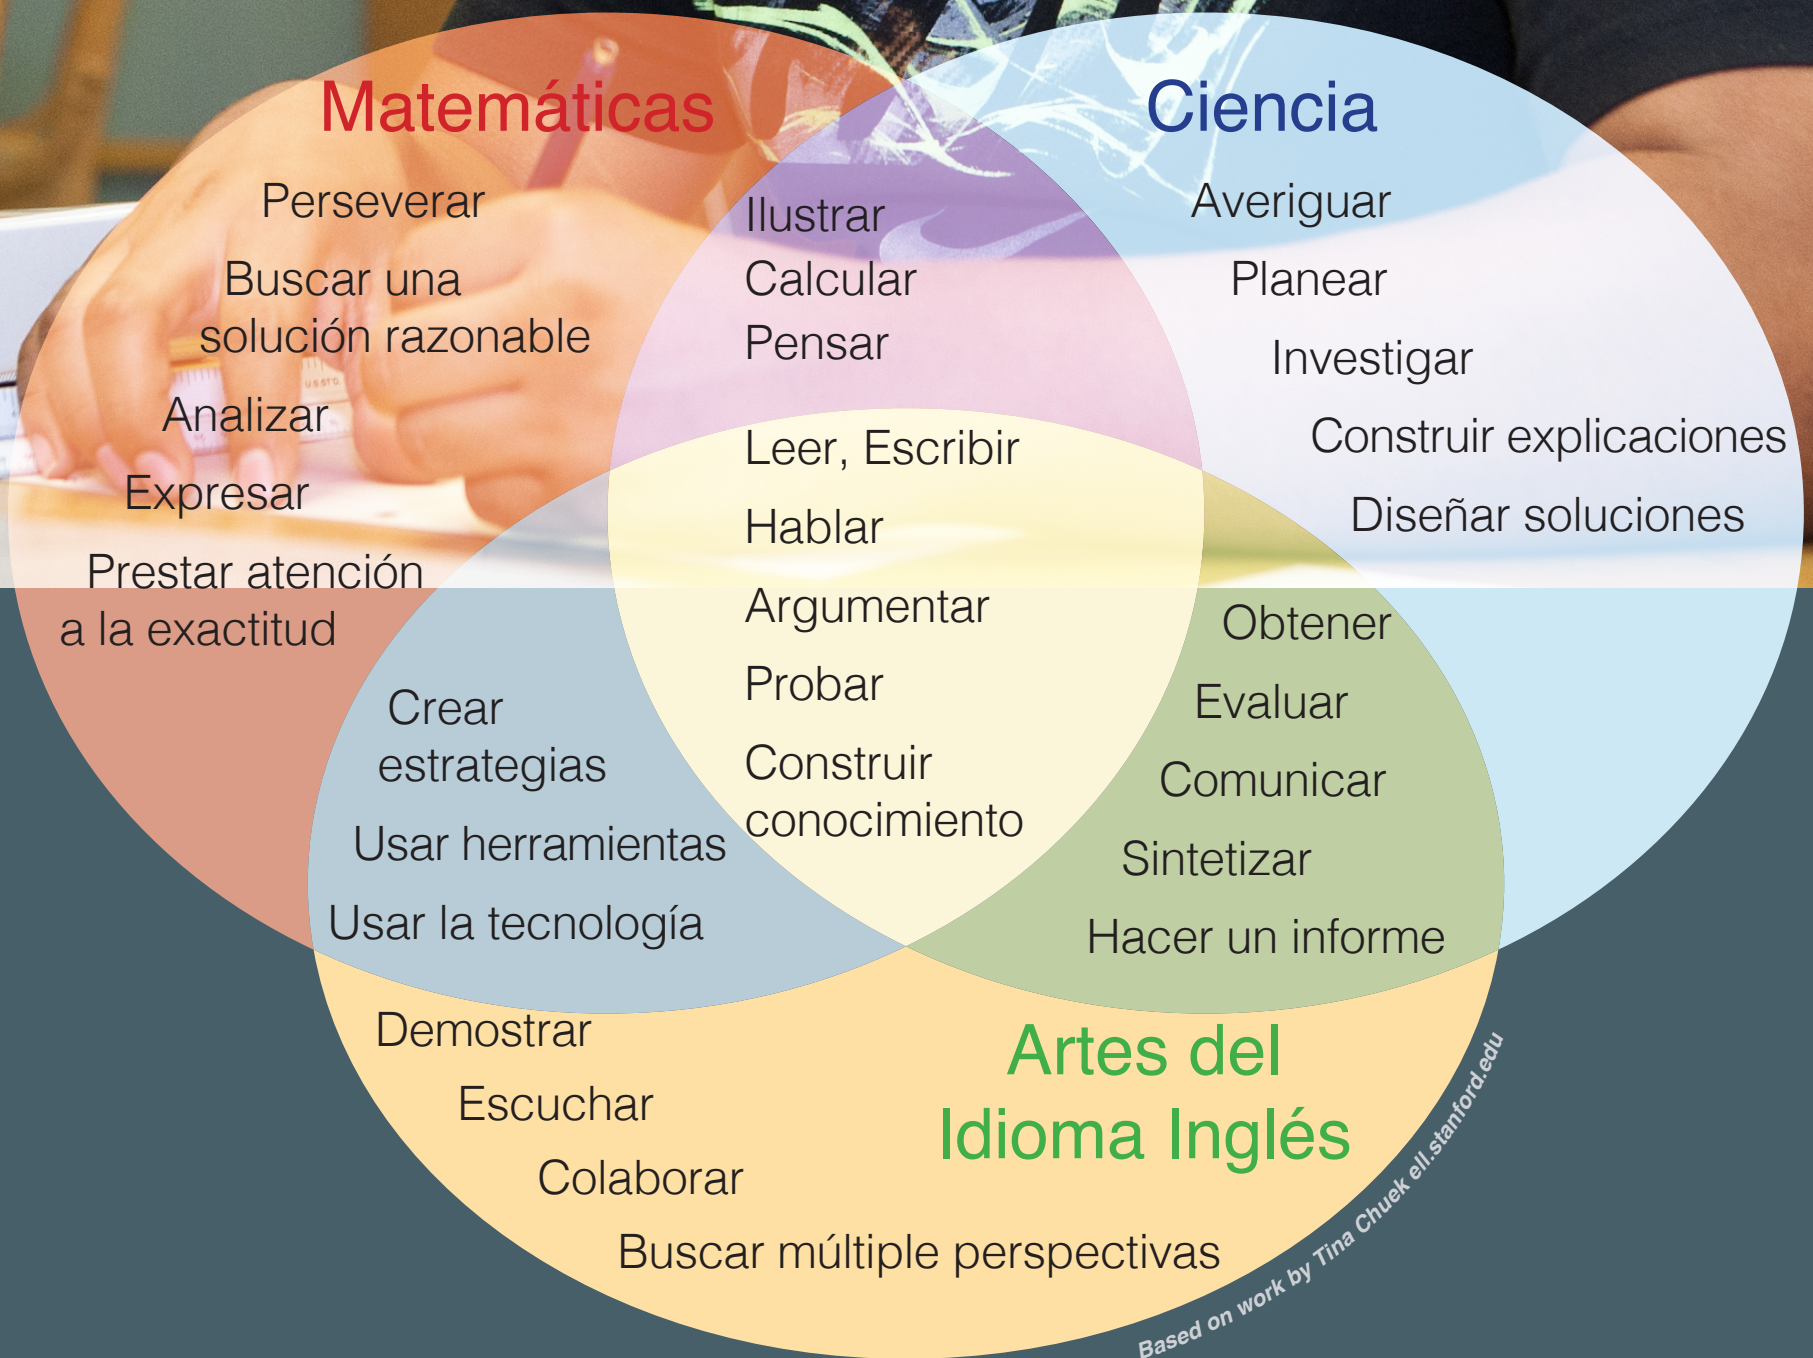 Matemáticas
Perseverar
Buscar una
solución razonable
Analizar
Expresar
Prestar atención
a la exactitud
Ilustrar
Calcular
Pensar
Ciencia
Averiguar
Planear
Investigar
Construir explicaciones
Diseñar soluciones
Leer, Escribir
Hablar
Argumentar
Probar
Construir
conocimiento
Crear
estrategias
Usar herramientas
Usar la tecnología
Obtener
Evaluar
Comunicar
Sintetizar
Hacer un informe
Demostrar
Escuchar
Colaborar
Buscar múltiple perspectivas
Artes del
Idioma Inglés
Based on work by Tina Chuek ell.stanford.edu